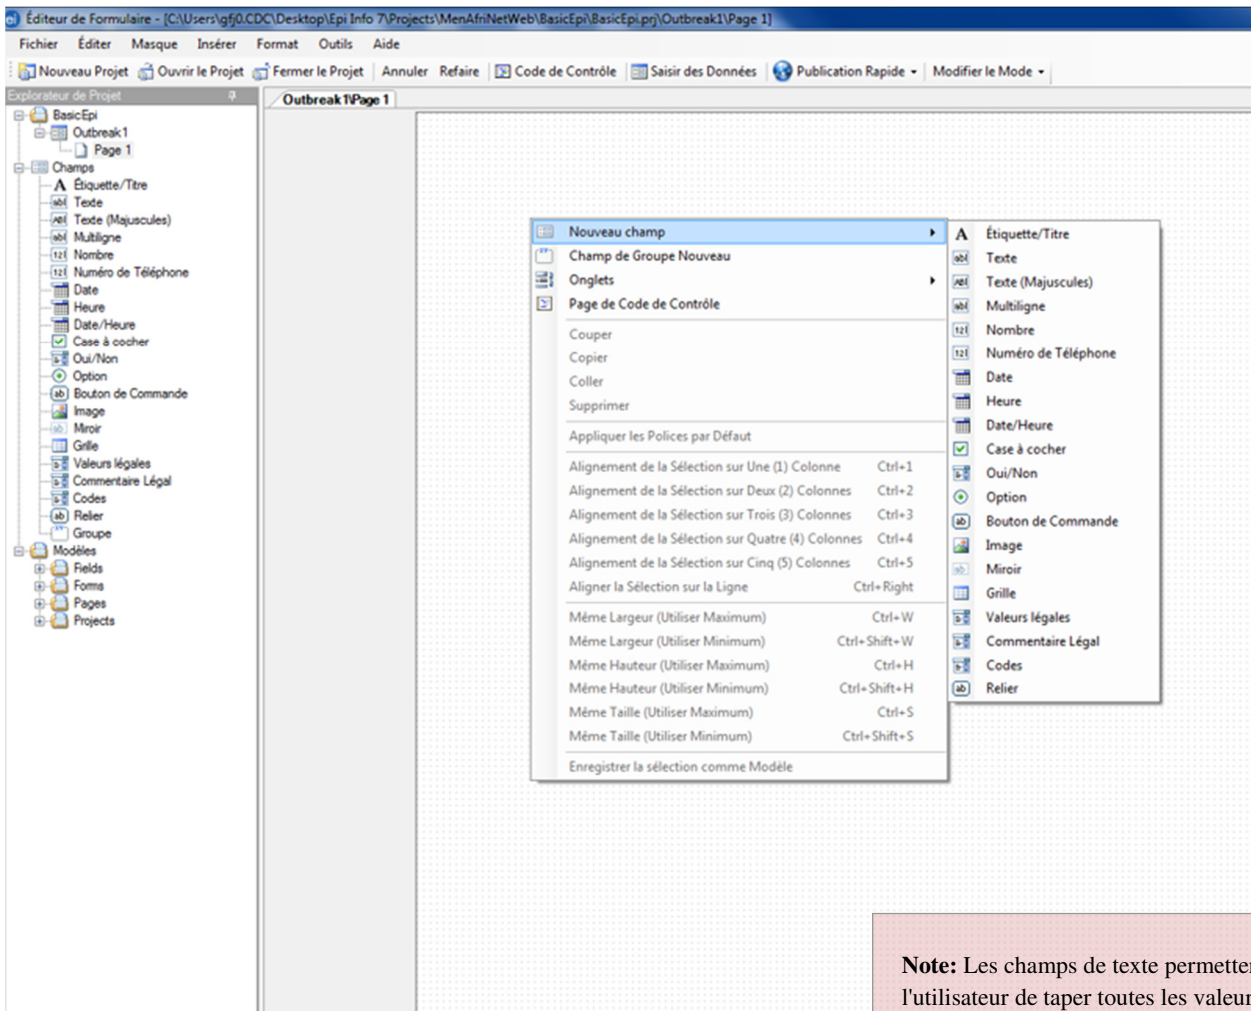 Éditeur de Formulaire - [C:\Users\gfj0.CDC\Desktop\Epi Info 7\Projects\MenAfriNetWeb\BasicEpi\BasicEpi.prj\Outbreak1\Page 1]
Fichier Éditer Masque Insérer Format Outils Aide
Nouveau Projet Ouvrir le Projet Fermer le Projet Annuler Refaire Code de Contrôle Saisir des Données Publication Rapide Modifier le Mode
Explorateur de Projet
BasicEpi
Outbreak1
Page 1
Champs
Étiquette/Titre
Texte
Texte (Majuscules)
Multiligne
Nombre
Numéro de Téléphone
Date
Heure
Date/Heure
Case à cocher
Oui/Non
Option
Bouton de Commande
Image
Miroir
Grille
Valeurs légales
Commentaire Légal
Codes
Relier
Groupe
Modèles
Fields
Forms
Pages
Projects
Outbreak1\Page 1
Nouveau champ
Champ de Groupe Nouveau
Onglets
Page de Code de Contrôle
Couper
Copier
Coller
Supprimer
Appliquer les Polices par Défaut
Alignement de la Sélection sur Une (1) Colonne Ctrl+1
Alignement de la Sélection sur Deux (2) Colonnes Ctrl+2
Alignement de la Sélection sur Trois (3) Colonnes Ctrl+3
Alignement de la Sélection sur Quatre (4) Colonnes Ctrl+4
Alignement de la Sélection sur Cinq (5) Colonnes Ctrl+5
Aligner la Sélection sur la Ligne Ctrl+Right
Même Largeur (Utiliser Maximum) Ctrl+W
Même Largeur (Utiliser Minimum) Ctrl+Shift+W
Même Hauteur (Utiliser Maximum) Ctrl+H
Même Hauteur (Utiliser Minimum) Ctrl+Shift+H
Même Taille (Utiliser Maximum) Ctrl+S
Même Taille (Utiliser Minimum) Ctrl+Shift+S
Enregistrer la sélection comme Modèle
Étiquette/Titre
Texte
Texte (Majuscules)
Multiligne
Nombre
Numéro de Téléphone
Date
Heure
Date/Heure
Case à cocher
Oui/Non
Option
Bouton de Commande
Image
Miroir
Grille
Valeurs légales
Commentaire Légal
Codes
Relier
Note: Les champs de texte permetter
l'utilisateur de taper toutes les valeur